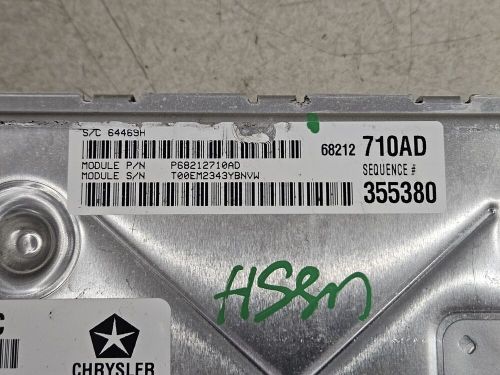 S/C 64469H
MODULE P/N P68212710AD
MODULE S/N T00EM2343YBNVW
68212 710AD
SEQUENCE #
355380
C
CHRYSLER